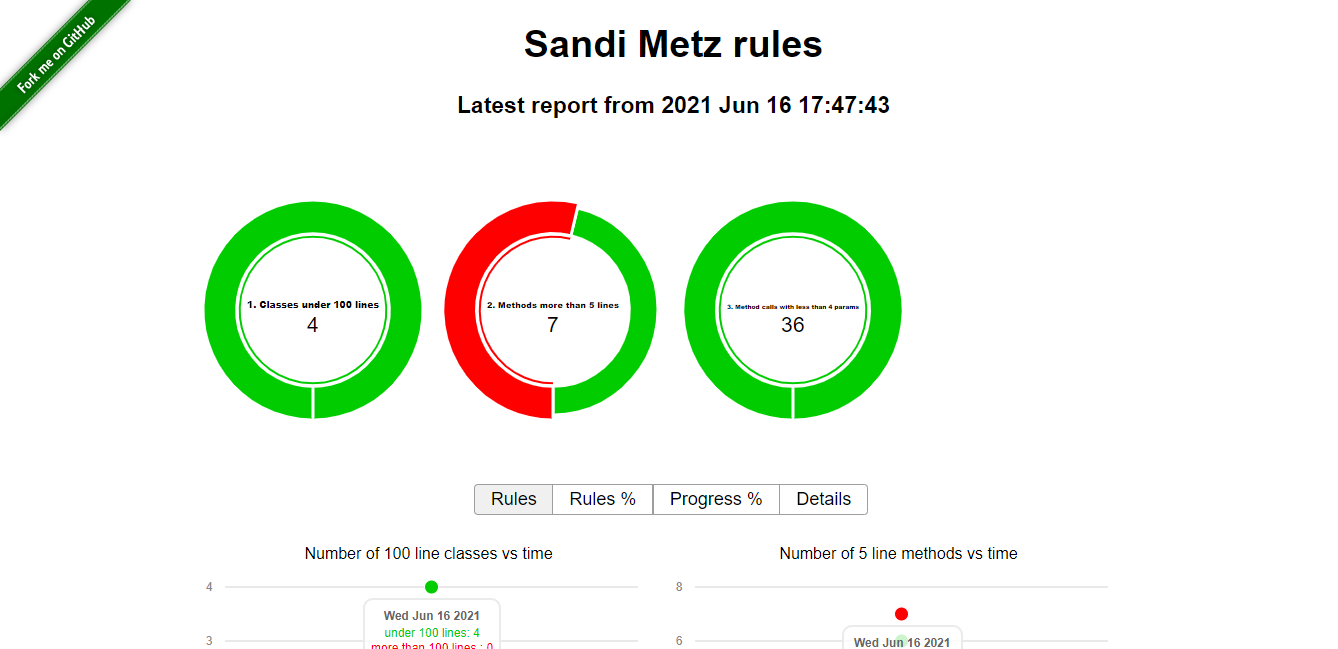 Fork me on GitHub
Sandi Metz rules
Latest report from 2021 Jun 16 17:47:43
1. Classes under 100 lines
4
2. Methods more than 5 lines
7
3. Method calls with less than 4 params
36
Rules
Rules %
Progress %
Details
Number of 100 line classes vs time
4
3
Wed Jun 16 2021
under 100 lines: 4
more than 100 lines : 0
Number of 5 line methods vs time
8
6
Wed Jun 16 2021